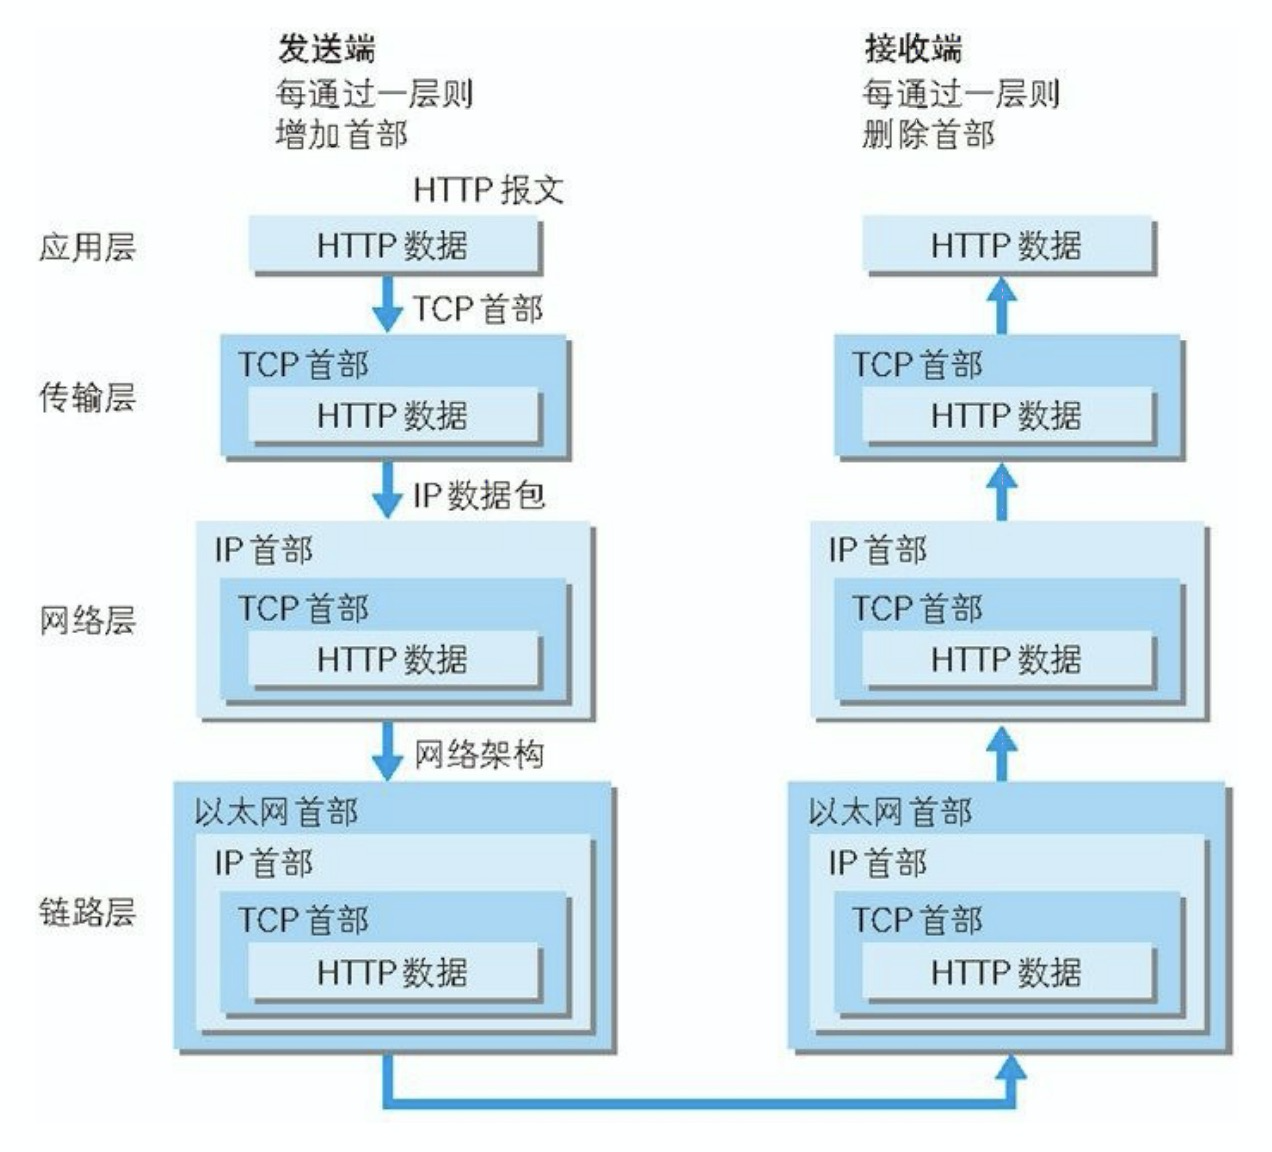 发送端
每通过一层则
增加首部
接收端
每通过一层则
删除首部
HTTP 报文
应用层
HTTP 数据
HTTP 数据
TCP 首部
传输层
TCP 首部
HTTP 数据
TCP 首部
HTTP 数据
IP 数据包
网络层
IP 首部
TCP 首部
HTTP 数据
IP 首部
TCP 首部
HTTP 数据
网络架构
链路层
以太网首部
IP 首部
TCP 首部
HTTP 数据
以太网首部
IP 首部
TCP 首部
HTTP 数据